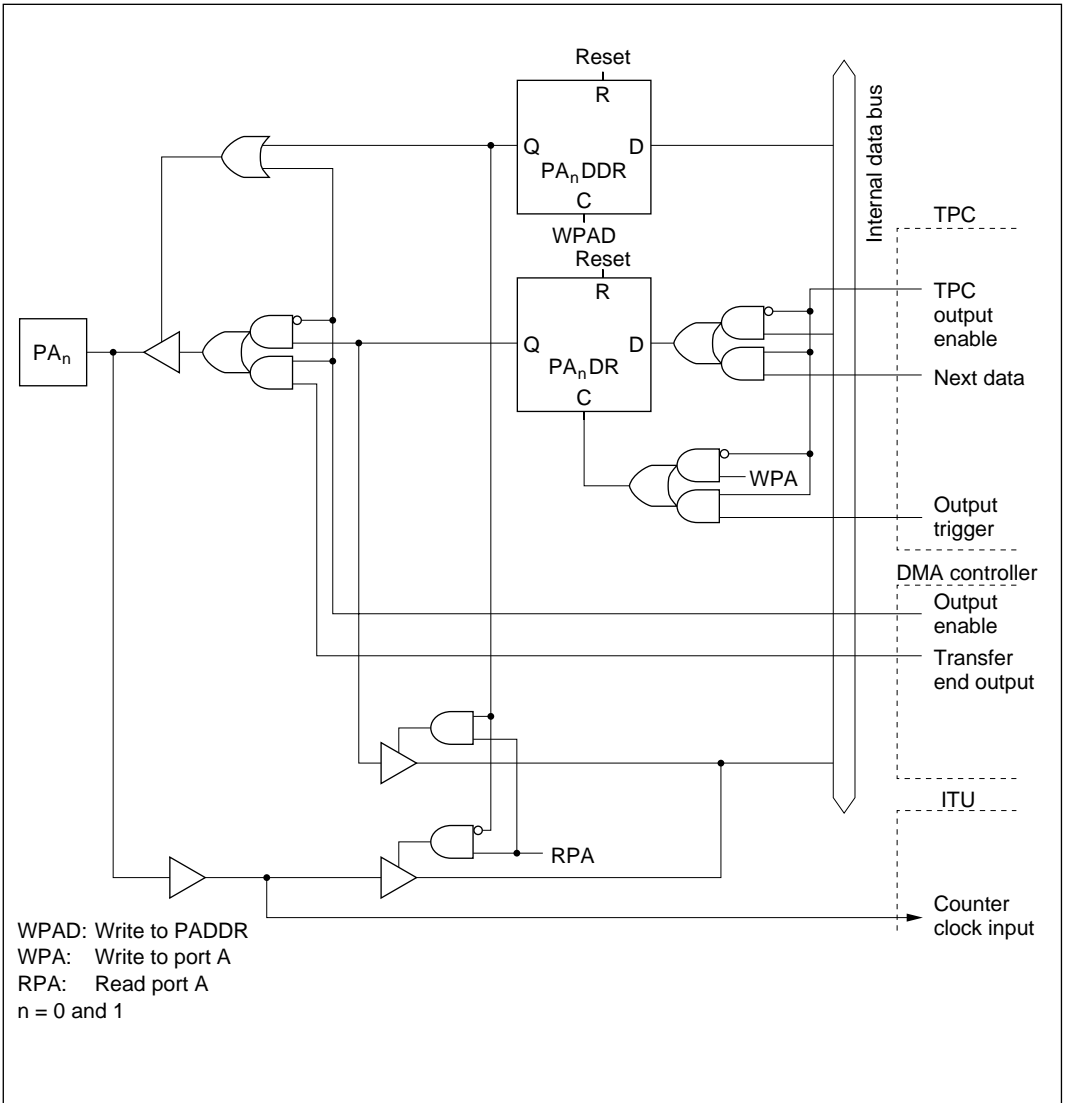 Reset
R
Q
D
PAnDDR
C
WPAD
Internal data bus
TPC
Reset
R
Q
D
PAnDR
C
PAn
TPC
output
enable
Next data
WPA
Output
trigger
DMA controller
Output
enable
Transfer
end output
ITU
RPA
Counter
clock input
WPAD: Write to PADDR
WPA: Write to port A
RPA: Read port A
n = 0 and 1